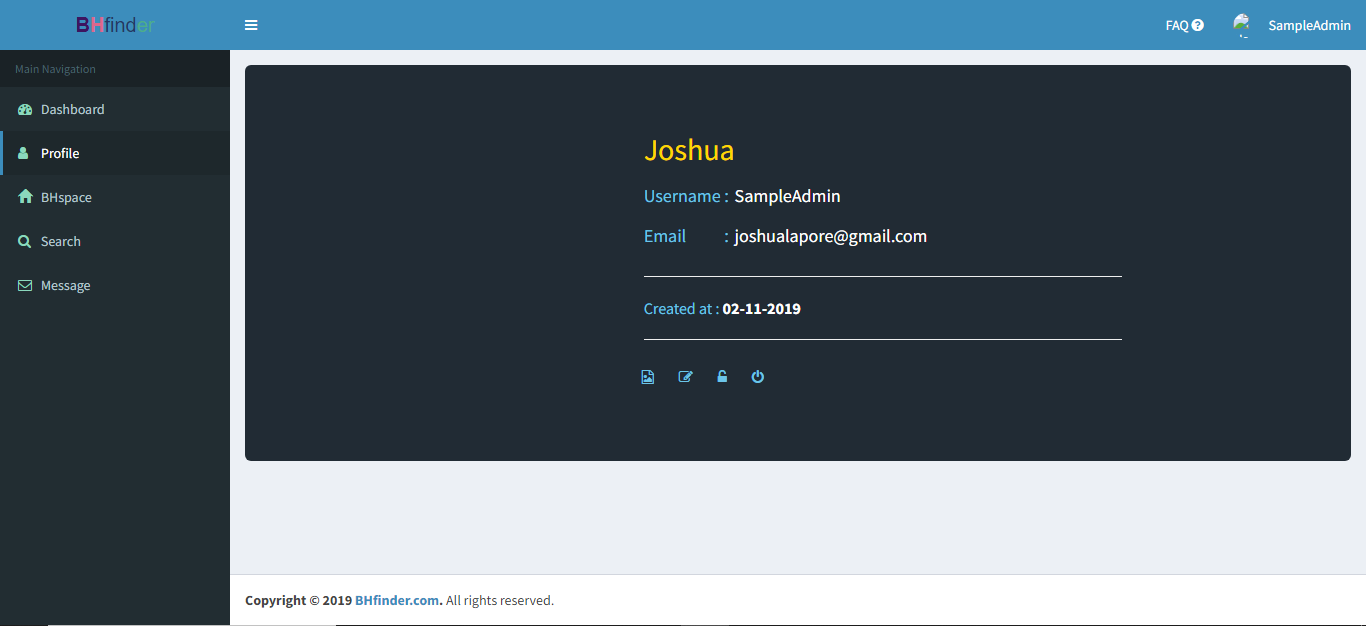 BHfinder
FAQ
SampleAdmin
Main Navigation
Dashboard
Profile
BHspace
Search
Message
Joshua
Username : SampleAdmin
Email : joshualapore@gmail.com
Created at : 02-11-2019
Copyright © 2019 BHfinder.com. All rights reserved.